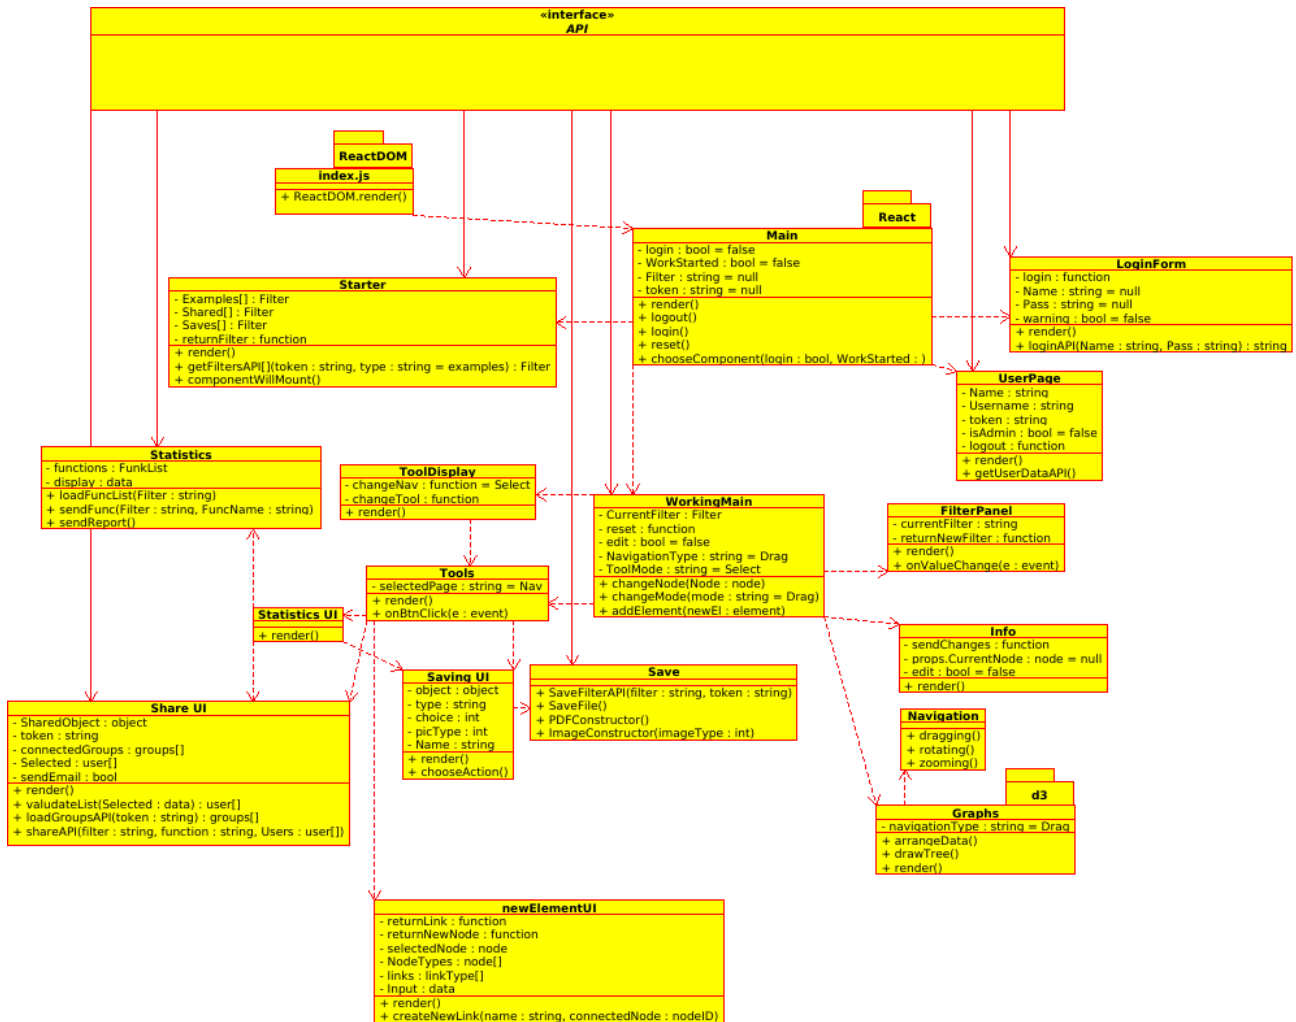 «interface»
API
ReactDOM
index.js
+ ReactDOM.render()
React
Main
- login : bool = false
- WorkStarted : bool = false
- Filter : string = null
- token : string = null
+ render()
+ logout()
+ login()
+ reset()
+ chooseComponent(login : bool, WorkStarted : )
LoginForm
- login : function
- Name : string = null
- Pass : string = null
- warning : bool = false
+ render()
+ loginAPI(Name : string, Pass : string) : string
Starter
- Examples[] : Filter
- Shared[] : Filter
- Saves[] : Filter
- returnFilter : function
+ render()
+ getFiltersAPI[](token : string, type : string = examples) : Filter
+ componentWillMount()
UserPage
- Name : string
- Username : string
- token : string
- isAdmin : bool = false
- logout : function
+ render()
+ getUserDataAPI()
Statistics
- functions : FunkList
- display : data
+ loadFuncList(Filter : string)
+ sendFunc(Filter : string, FuncName : string)
+ sendReport()
ToolDisplay
- changeNav : function = Select
- changeTool : function
+ render()
WorkingMain
- CurrentFilter : Filter
- reset : function
- edit : bool = false
- NavigationType : string = Drag
- ToolMode : string = Select
+ changeNode(Node : node)
+ changeMode(mode : string = Drag)
+ addElement(newEl : element)
FilterPanel
- currentFilter : string
- returnNewFilter : function
+ render()
+ onValueChange(e : event)
Tools
- selectedPage : string = Nav
+ render()
+ onBtnClick(e : event)
Statistics UI
+ render()
Info
- sendChanges : function
- props.CurrentNode : node = null
- edit : bool = false
+ render()
Saving UI
- object : object
- type : string
- choice : int
- picType : int
- Name : string
+ render()
+ chooseAction()
Save
+ SaveFilterAPI(filter : string, token : string)
+ SaveFile()
+ PDFConstructor()
+ ImageConstructor(imageType : int)
Share UI
- SharedObject : object
- token : string
- connectedGroups : groups[]
- Selected : user[]
- sendEmail : bool
+ render()
+ valudateList(Selected : data) : user[]
+ loadGroupsAPI(token : string) : groups[]
+ shareAPI(filter : string, function : string, Users : user[])
Navigation
+ dragging()
+ rotating()
+ zooming()
d3
Graphs
- navigationType : string = Drag
+ arrangeData()
+ drawTree()
+ render()
newElementUI
- returnLink : function
- returnNewNode : function
- selectedNode : node
- NodeTypes : node[]
- links : linkType[]
- Input : data
+ render()
+ createNewLink(name : string, connectedNode : nodeID)